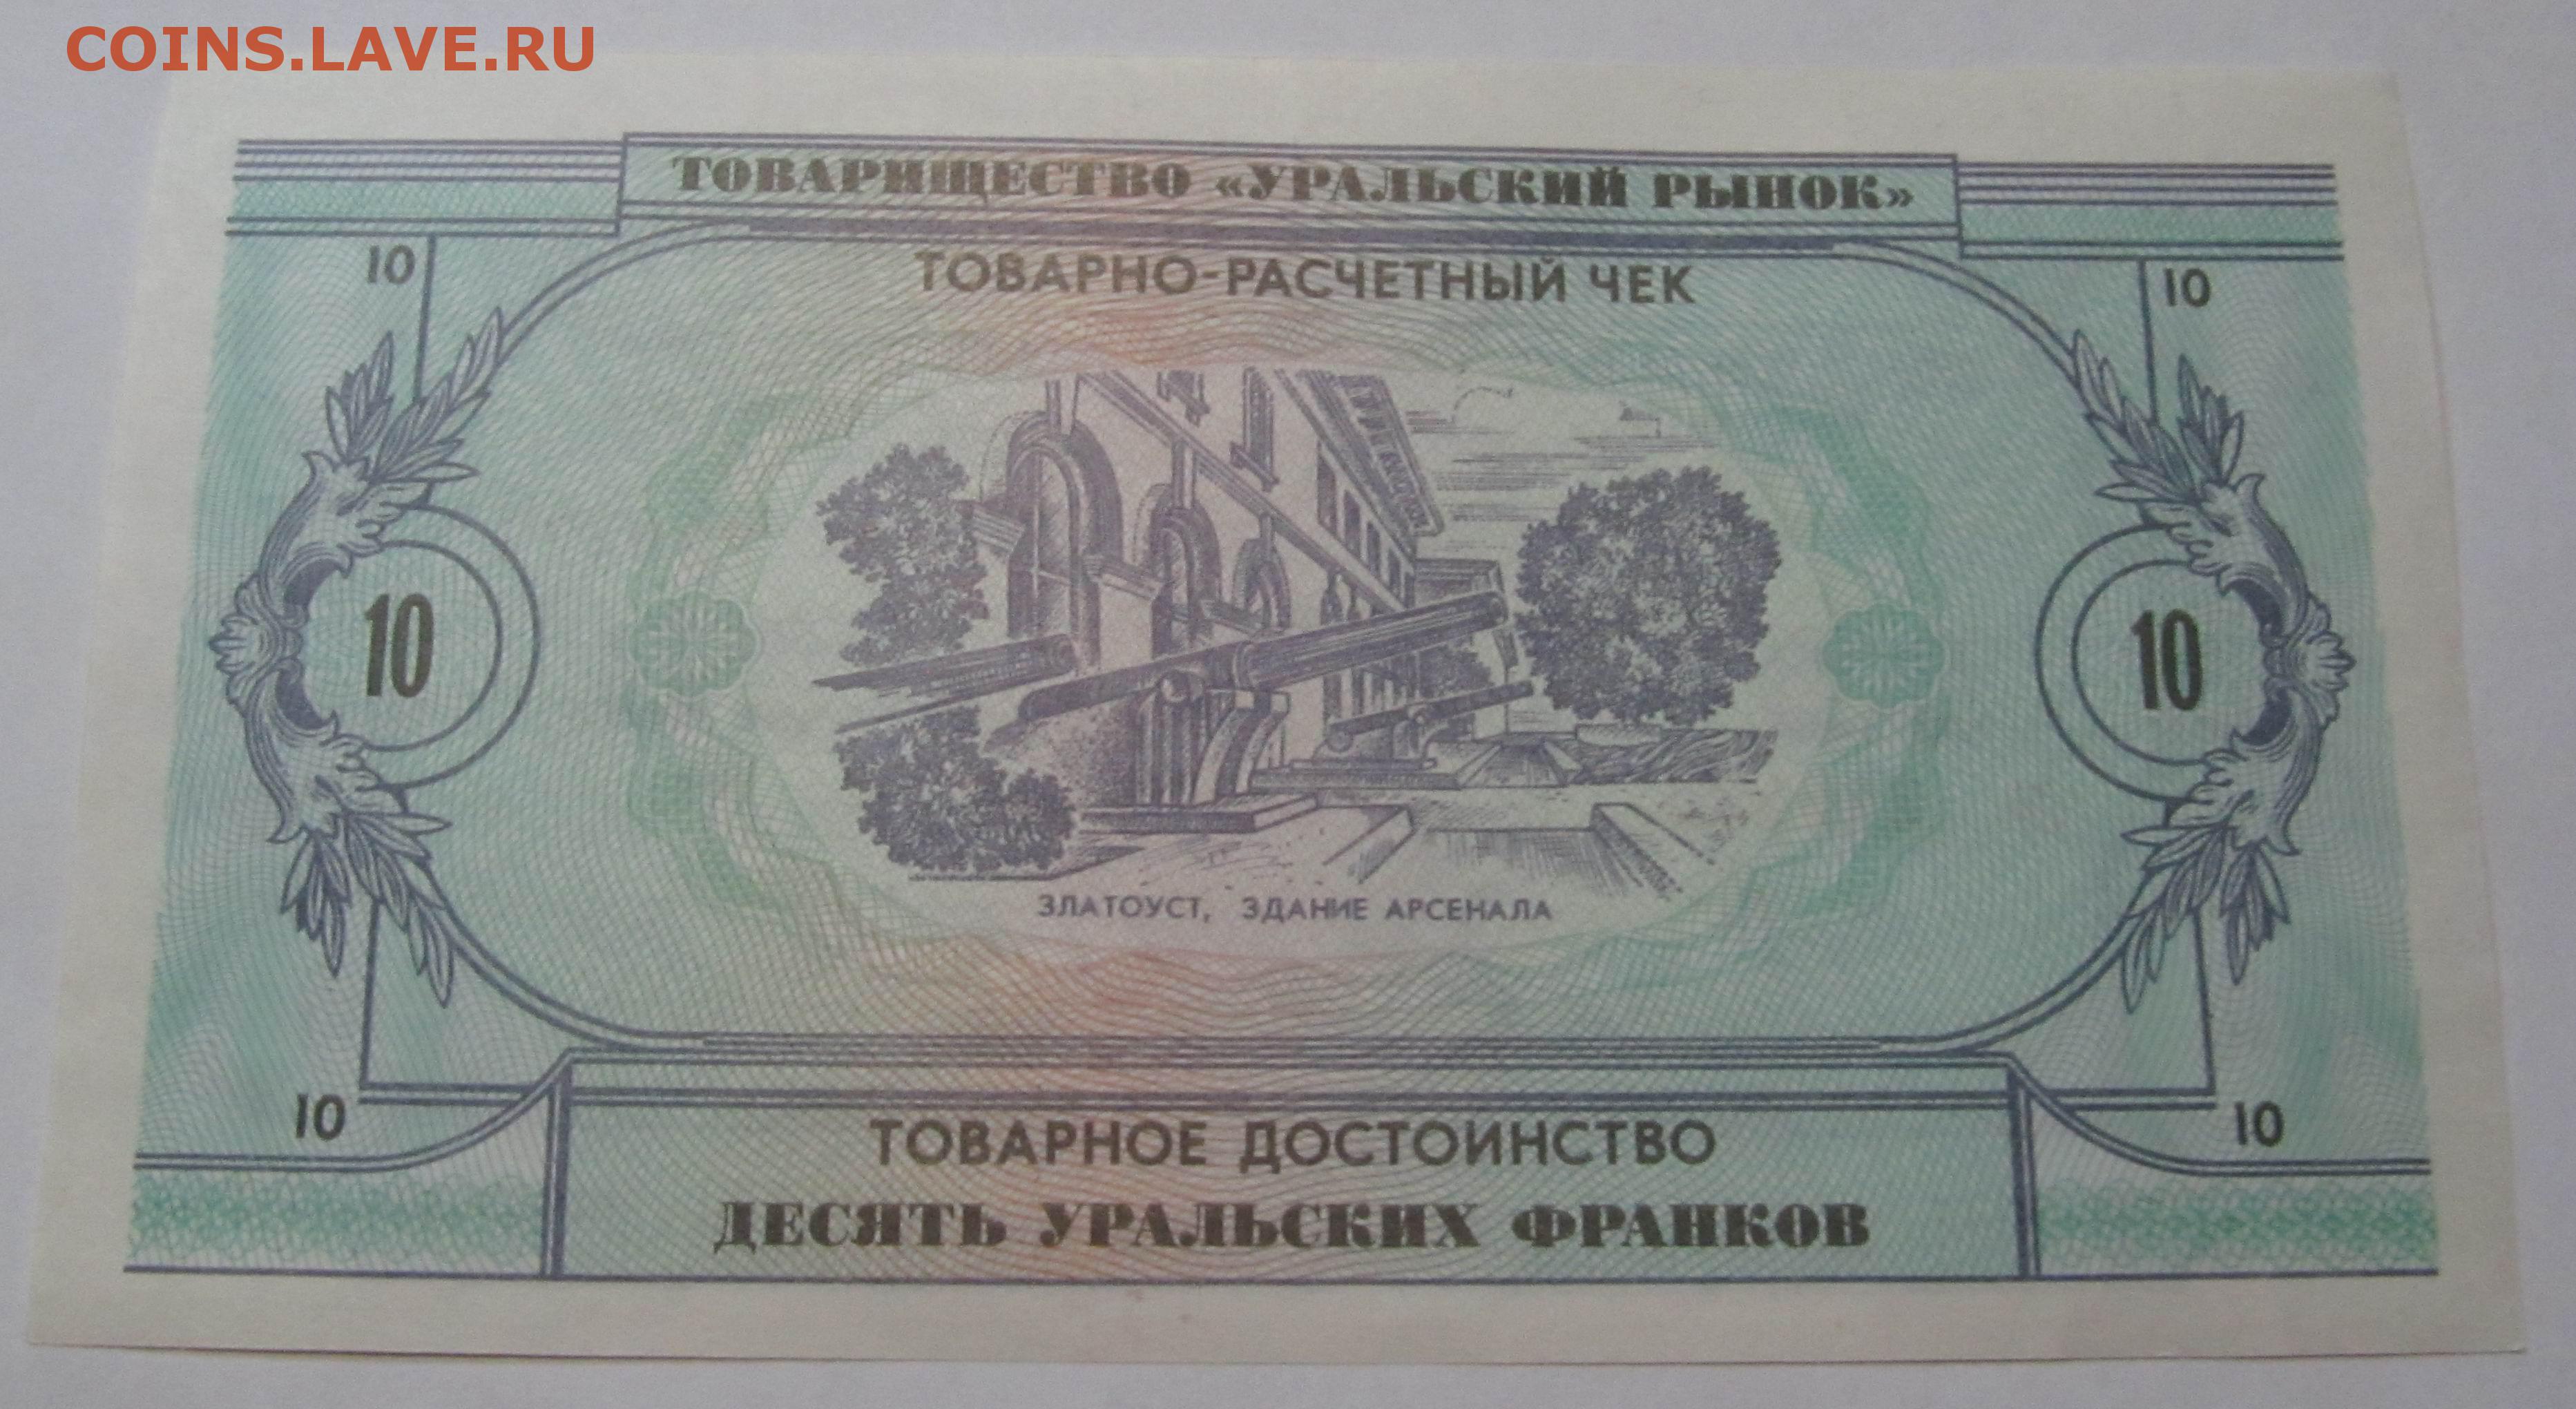 COINS.LAVE.RU
ТОВАРИЩЕСТВО «УРАЛЬСКИЙ РЫНОК»
10 ТОВАРНО-РАСЧЕТНЫЙ ЧЕК 10
10 10
ЗЛАТОУСТ, ЗДАНИЕ АРСЕНАЛА
10 ТОВАРНОЕ ДОСТОИНСТВО 10
ДЕСЯТЬ УРАЛЬСКИХ ФРАНКОВ